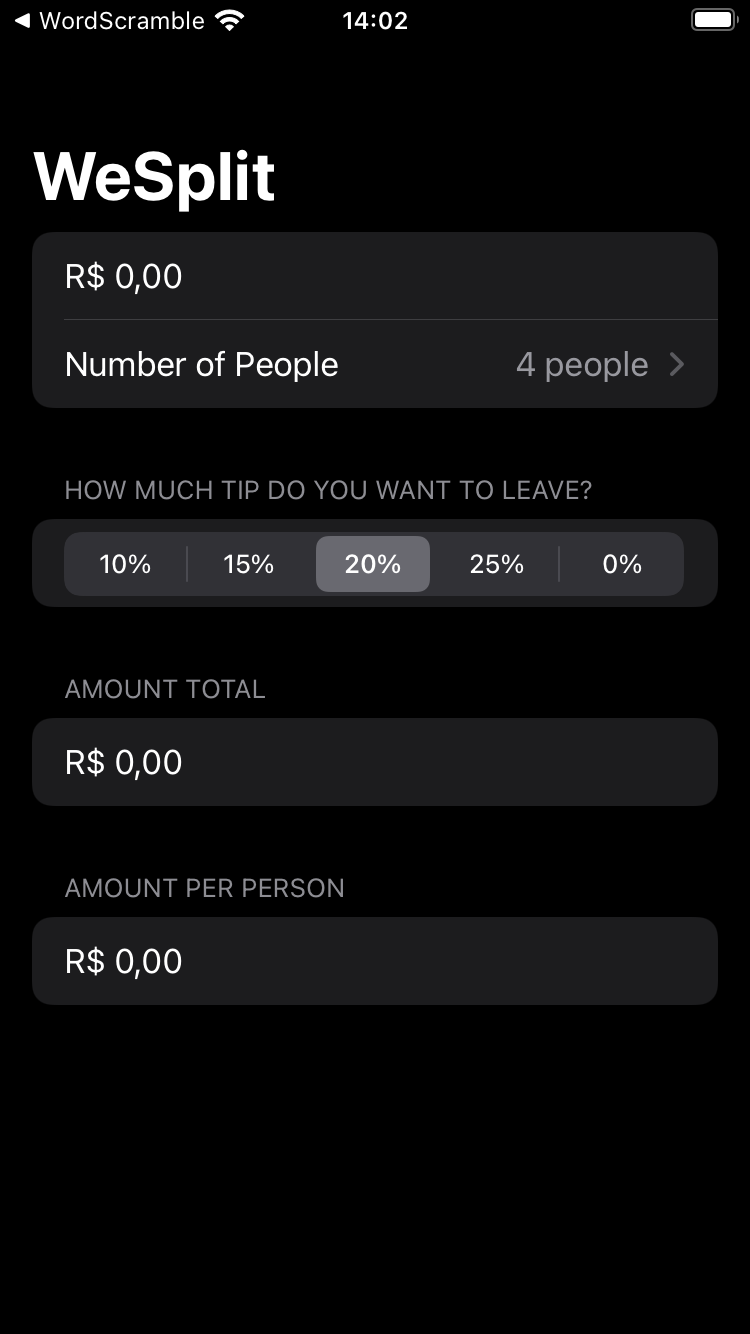 ◀ WordScramble 14:02
WeSplit
R$ 0,00
Number of People 4 people
HOW MUCH TIP DO YOU WANT TO LEAVE?
10% 15% 20% 25% 0%
AMOUNT TOTAL
R$ 0,00
AMOUNT PER PERSON
R$ 0,00